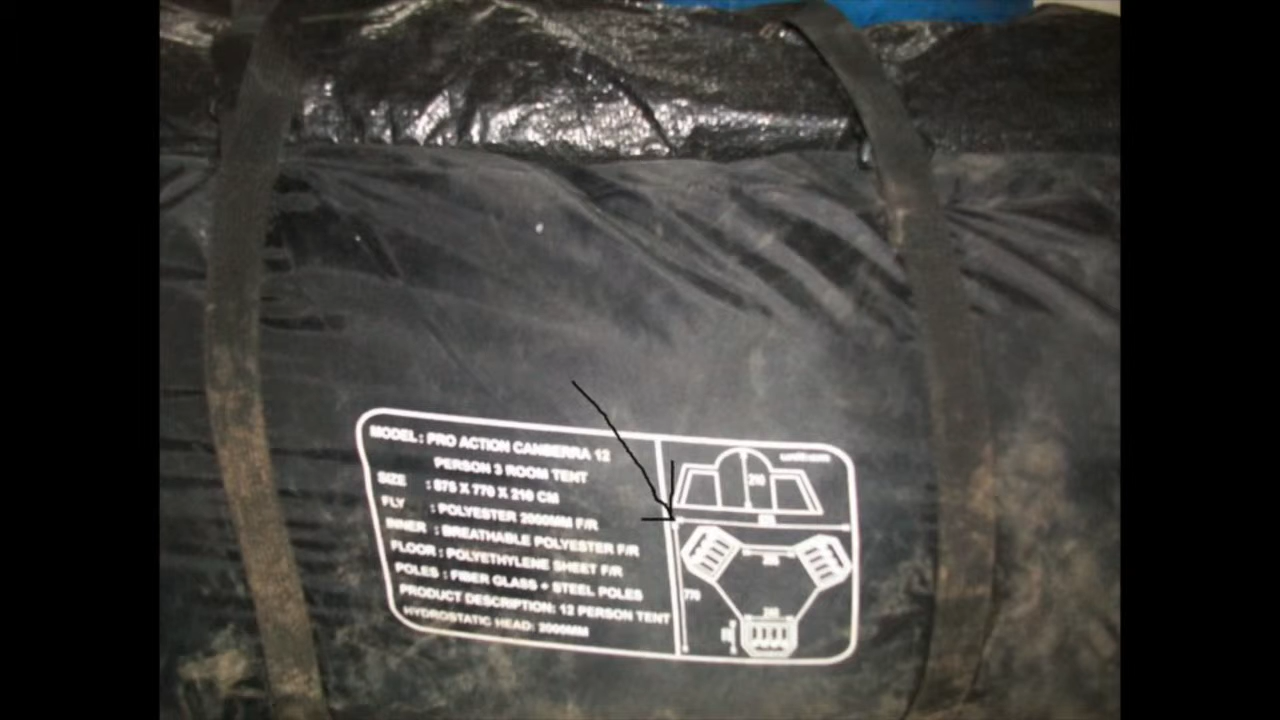 MODEL : PRO ACTION CANBERRA 12
PERSON 3 ROOM TENT
SIZE : 875 X 770 X 210 CM
FLY : POLYESTER 2000MM F/R
INNER : BREATHABLE POLYESTER F/R
FLOOR : POLYETHYLENE SHEET F/R
POLES : FIBER GLASS + STEEL POLES
PRODUCT DESCRIPTION: 12 PERSON TENT
HYDROSTATIC HEAD: 2000MM
210
770